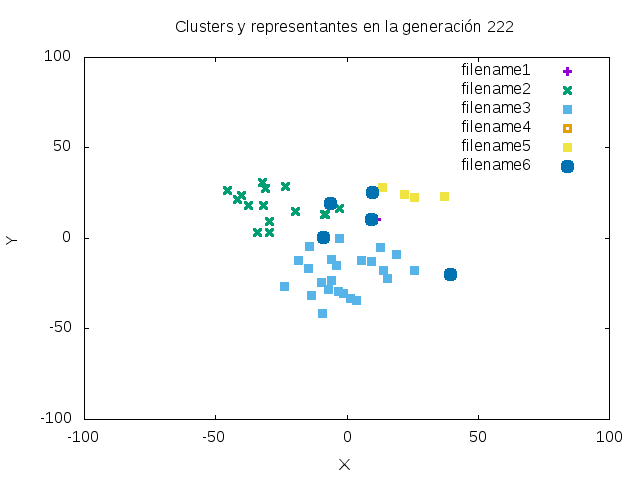 Clusters y representantes en la generación 222
100
50
0
-50
-100
-100
-50
0
50
100
X
Y
filename1
filename2
filename3
filename4
filename5
filename6